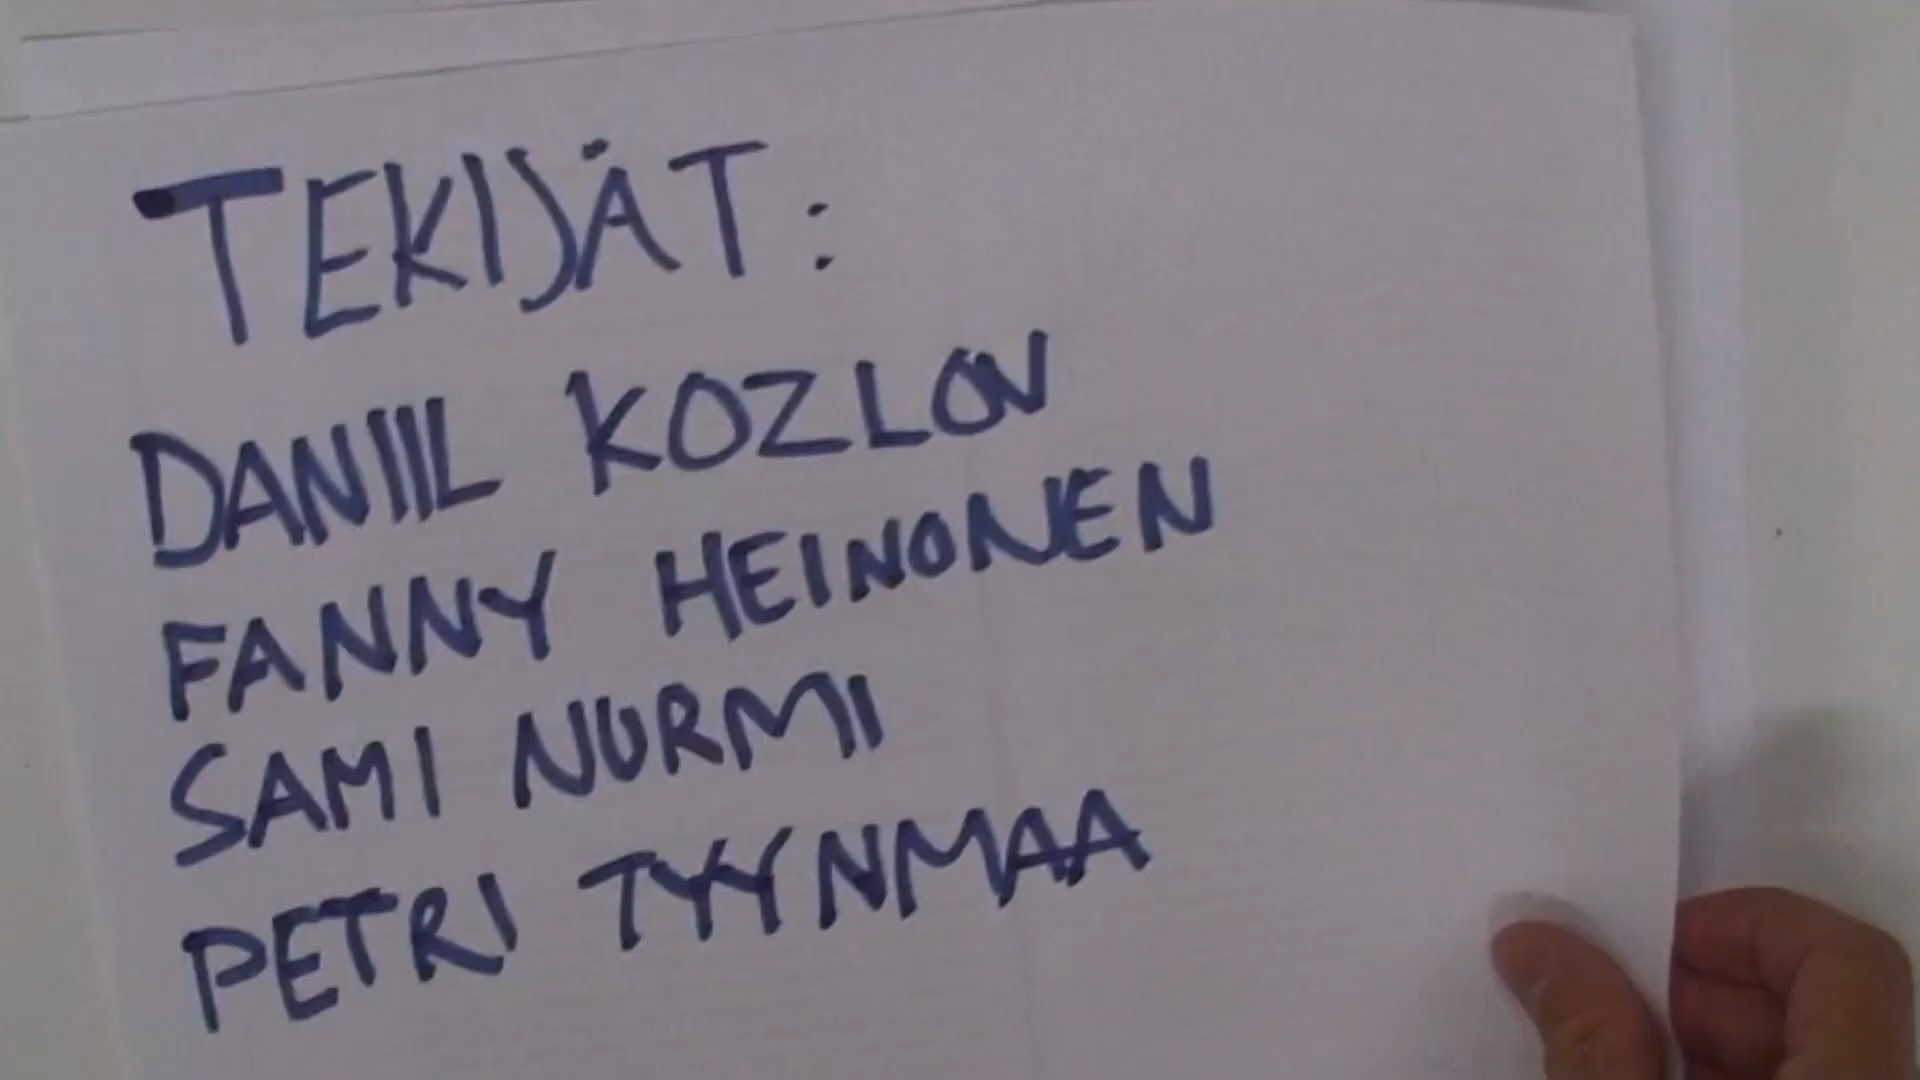 TEKIJÄT:
DANIIL KOZLOV
FANNY HEINONEN
SAMI NURMI
PETRI TYYNMAA